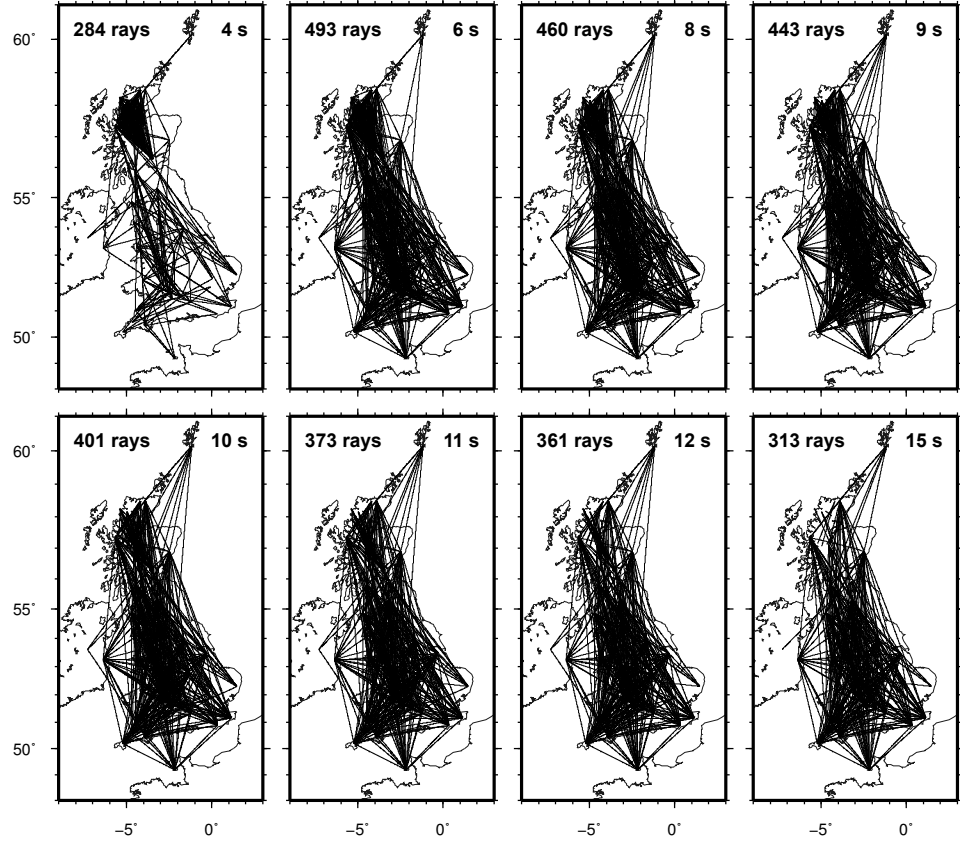 284 rays 4 s
493 rays 6 s
460 rays 8 s
443 rays 9 s
60˚
55˚
50˚
401 rays 10 s
373 rays 11 s
361 rays 12 s
313 rays 15 s
60˚
55˚
50˚
−5˚ 0˚
−5˚ 0˚
−5˚ 0˚
−5˚ 0˚